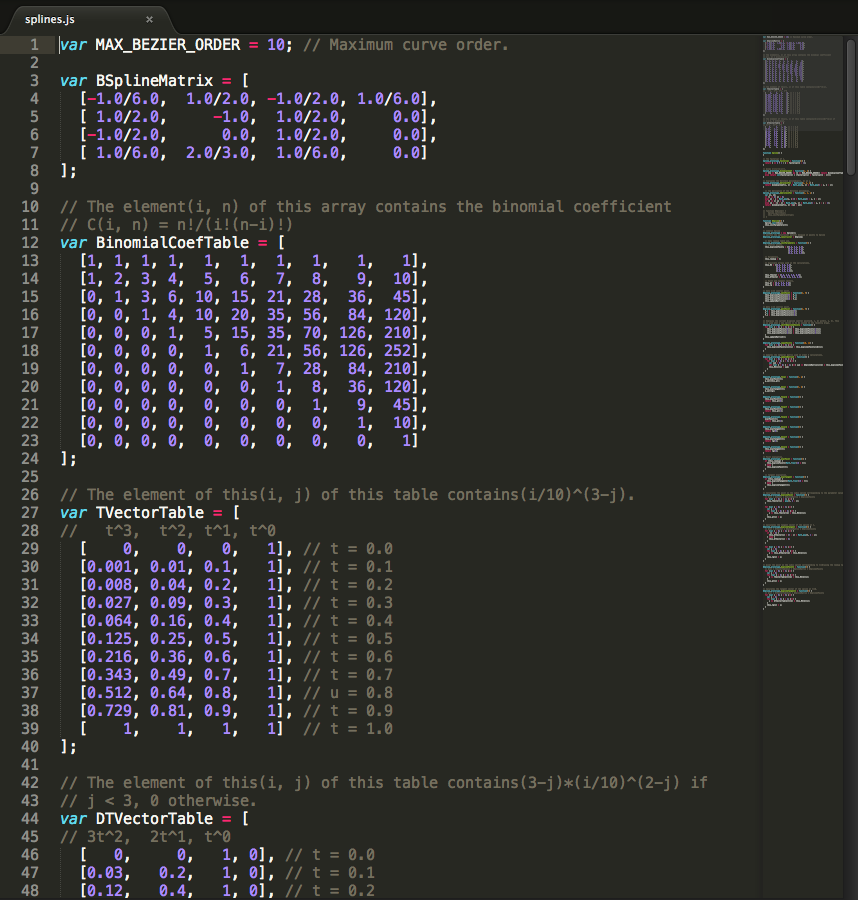 splines.js ×
1 var MAX_BEZIER_ORDER = 10; // Maximum curve order.
2
3 var BSplineMatrix = [
4   [-1.0/6.0,  1.0/2.0, -1.0/2.0, 1.0/6.0],
5   [ 1.0/2.0,     -1.0,  1.0/2.0,     0.0],
6   [-1.0/2.0,      0.0,  1.0/2.0,     0.0],
7   [ 1.0/6.0,  2.0/3.0,  1.0/6.0,     0.0]
8 ];
9
10 // The element(i, n) of this array contains the binomial coefficient
11 // C(i, n) = n!/(i!(n-i)!)
12 var BinomialCoefTable = [
13   [1, 1, 1, 1,  1,  1,  1,  1,   1,   1],
14   [1, 2, 3, 4,  5,  6,  7,  8,   9,  10],
15   [0, 1, 3, 6, 10, 15, 21, 28,  36,  45],
16   [0, 0, 1, 4, 10, 20, 35, 56,  84, 120],
17   [0, 0, 0, 1,  5, 15, 35, 70, 126, 210],
18   [0, 0, 0, 0,  1,  6, 21, 56, 126, 252],
19   [0, 0, 0, 0,  0,  1,  7, 28,  84, 210],
20   [0, 0, 0, 0,  0,  0,  1,  8,  36, 120],
21   [0, 0, 0, 0,  0,  0,  0,  1,   9,  45],
22   [0, 0, 0, 0,  0,  0,  0,  0,   1,  10],
23   [0, 0, 0, 0,  0,  0,  0,  0,   0,   1]
24 ];
25
26 // The element of this(i, j) of this table contains(i/10)^(3-j).
27 var TVectorTable = [
28 //   t^3,  t^2, t^1, t^0
29   [    0,    0,   0,   1], // t = 0.0
30   [0.001, 0.01, 0.1,   1], // t = 0.1
31   [0.008, 0.04, 0.2,   1], // t = 0.2
32   [0.027, 0.09, 0.3,   1], // t = 0.3
33   [0.064, 0.16, 0.4,   1], // t = 0.4
34   [0.125, 0.25, 0.5,   1], // t = 0.5
35   [0.216, 0.36, 0.6,   1], // t = 0.6
36   [0.343, 0.49, 0.7,   1], // t = 0.7
37   [0.512, 0.64, 0.8,   1], // u = 0.8
38   [0.729, 0.81, 0.9,   1], // t = 0.9
39   [    1,    1,   1,   1]  // t = 1.0
40 ];
41
42 // The element of this(i, j) of this table contains(3-j)*(i/10)^(2-j) if
43 // j < 3, 0 otherwise.
44 var DTVectorTable = [
45 // 3t^2,  2t^1, t^0
46   [   0,     0,   1, 0], // t = 0.0
47   [0.03,   0.2,   1, 0], // t = 0.1
48   [0.12,   0.4,   1, 0], // t = 0.2